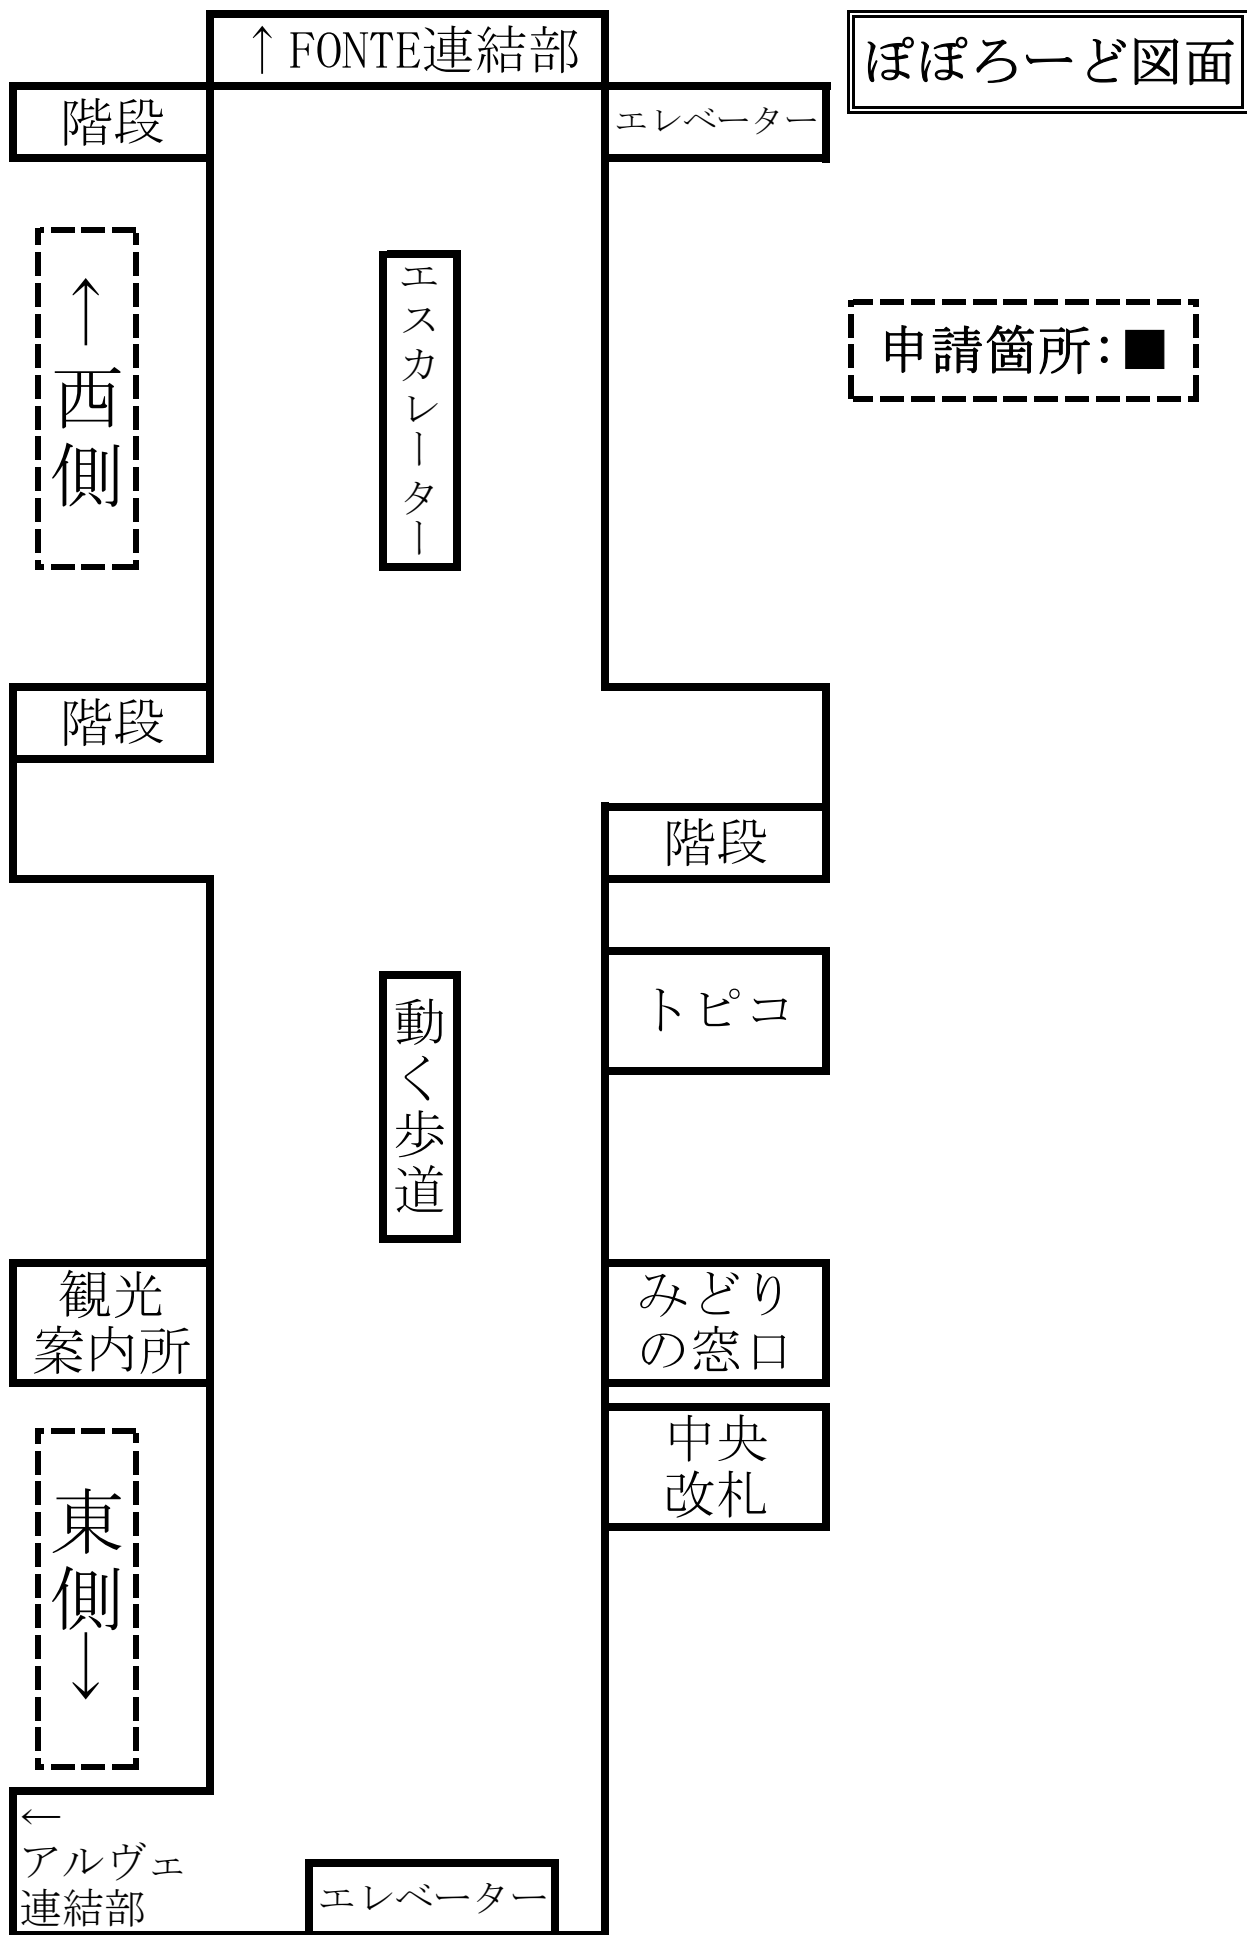 ↑FONTE連結部
ぽぽろーど図面
階段
エレベーター
↑西側
エスカレーター
申請箇所:■
階段
階段
トピコ
動く歩道
観光
案内所
みどり
の窓口
中央
改札
東側↓
←
アルヴェ
連結部
エレベーター